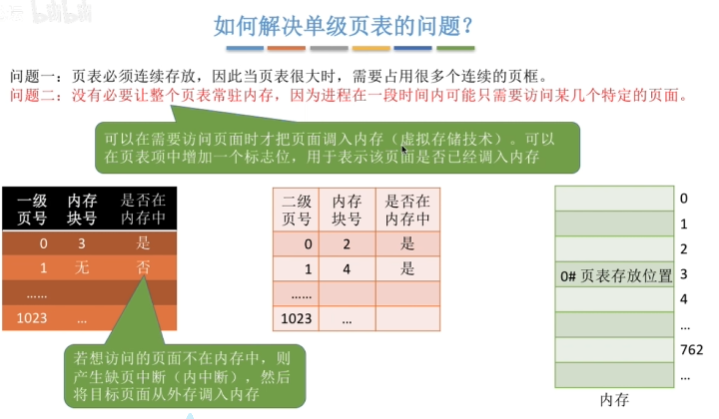 bilibili
如何解决单级页表的问题？
问题一：页表必须连续存放，因此当页表很大时，需要占用很多个连续的页框。
问题二：没有必要让整个页表常驻内存，因为进程在一段时间内可能只需要访问某几个特定的页面。
可以在需要访问页面时才把页面调入内存（虚拟存储技术）。可以
在页表项中增加一个标志位，用于表示该页面是否已经调入内存
一级 内存 是否在
页号 块号 内存中
0 3 是
1 无 否
......
1023 ...
若想访问的页面不在内存中，则
产生缺页中断（内中断），然后
将目标页面从外存调入内存
二级 内存 是否在
页号 块号 内存中
0 2 是
1 4 是
......
1023 ...
0
1
2
0# 页表存放位置 3
4
...
762
...
内存